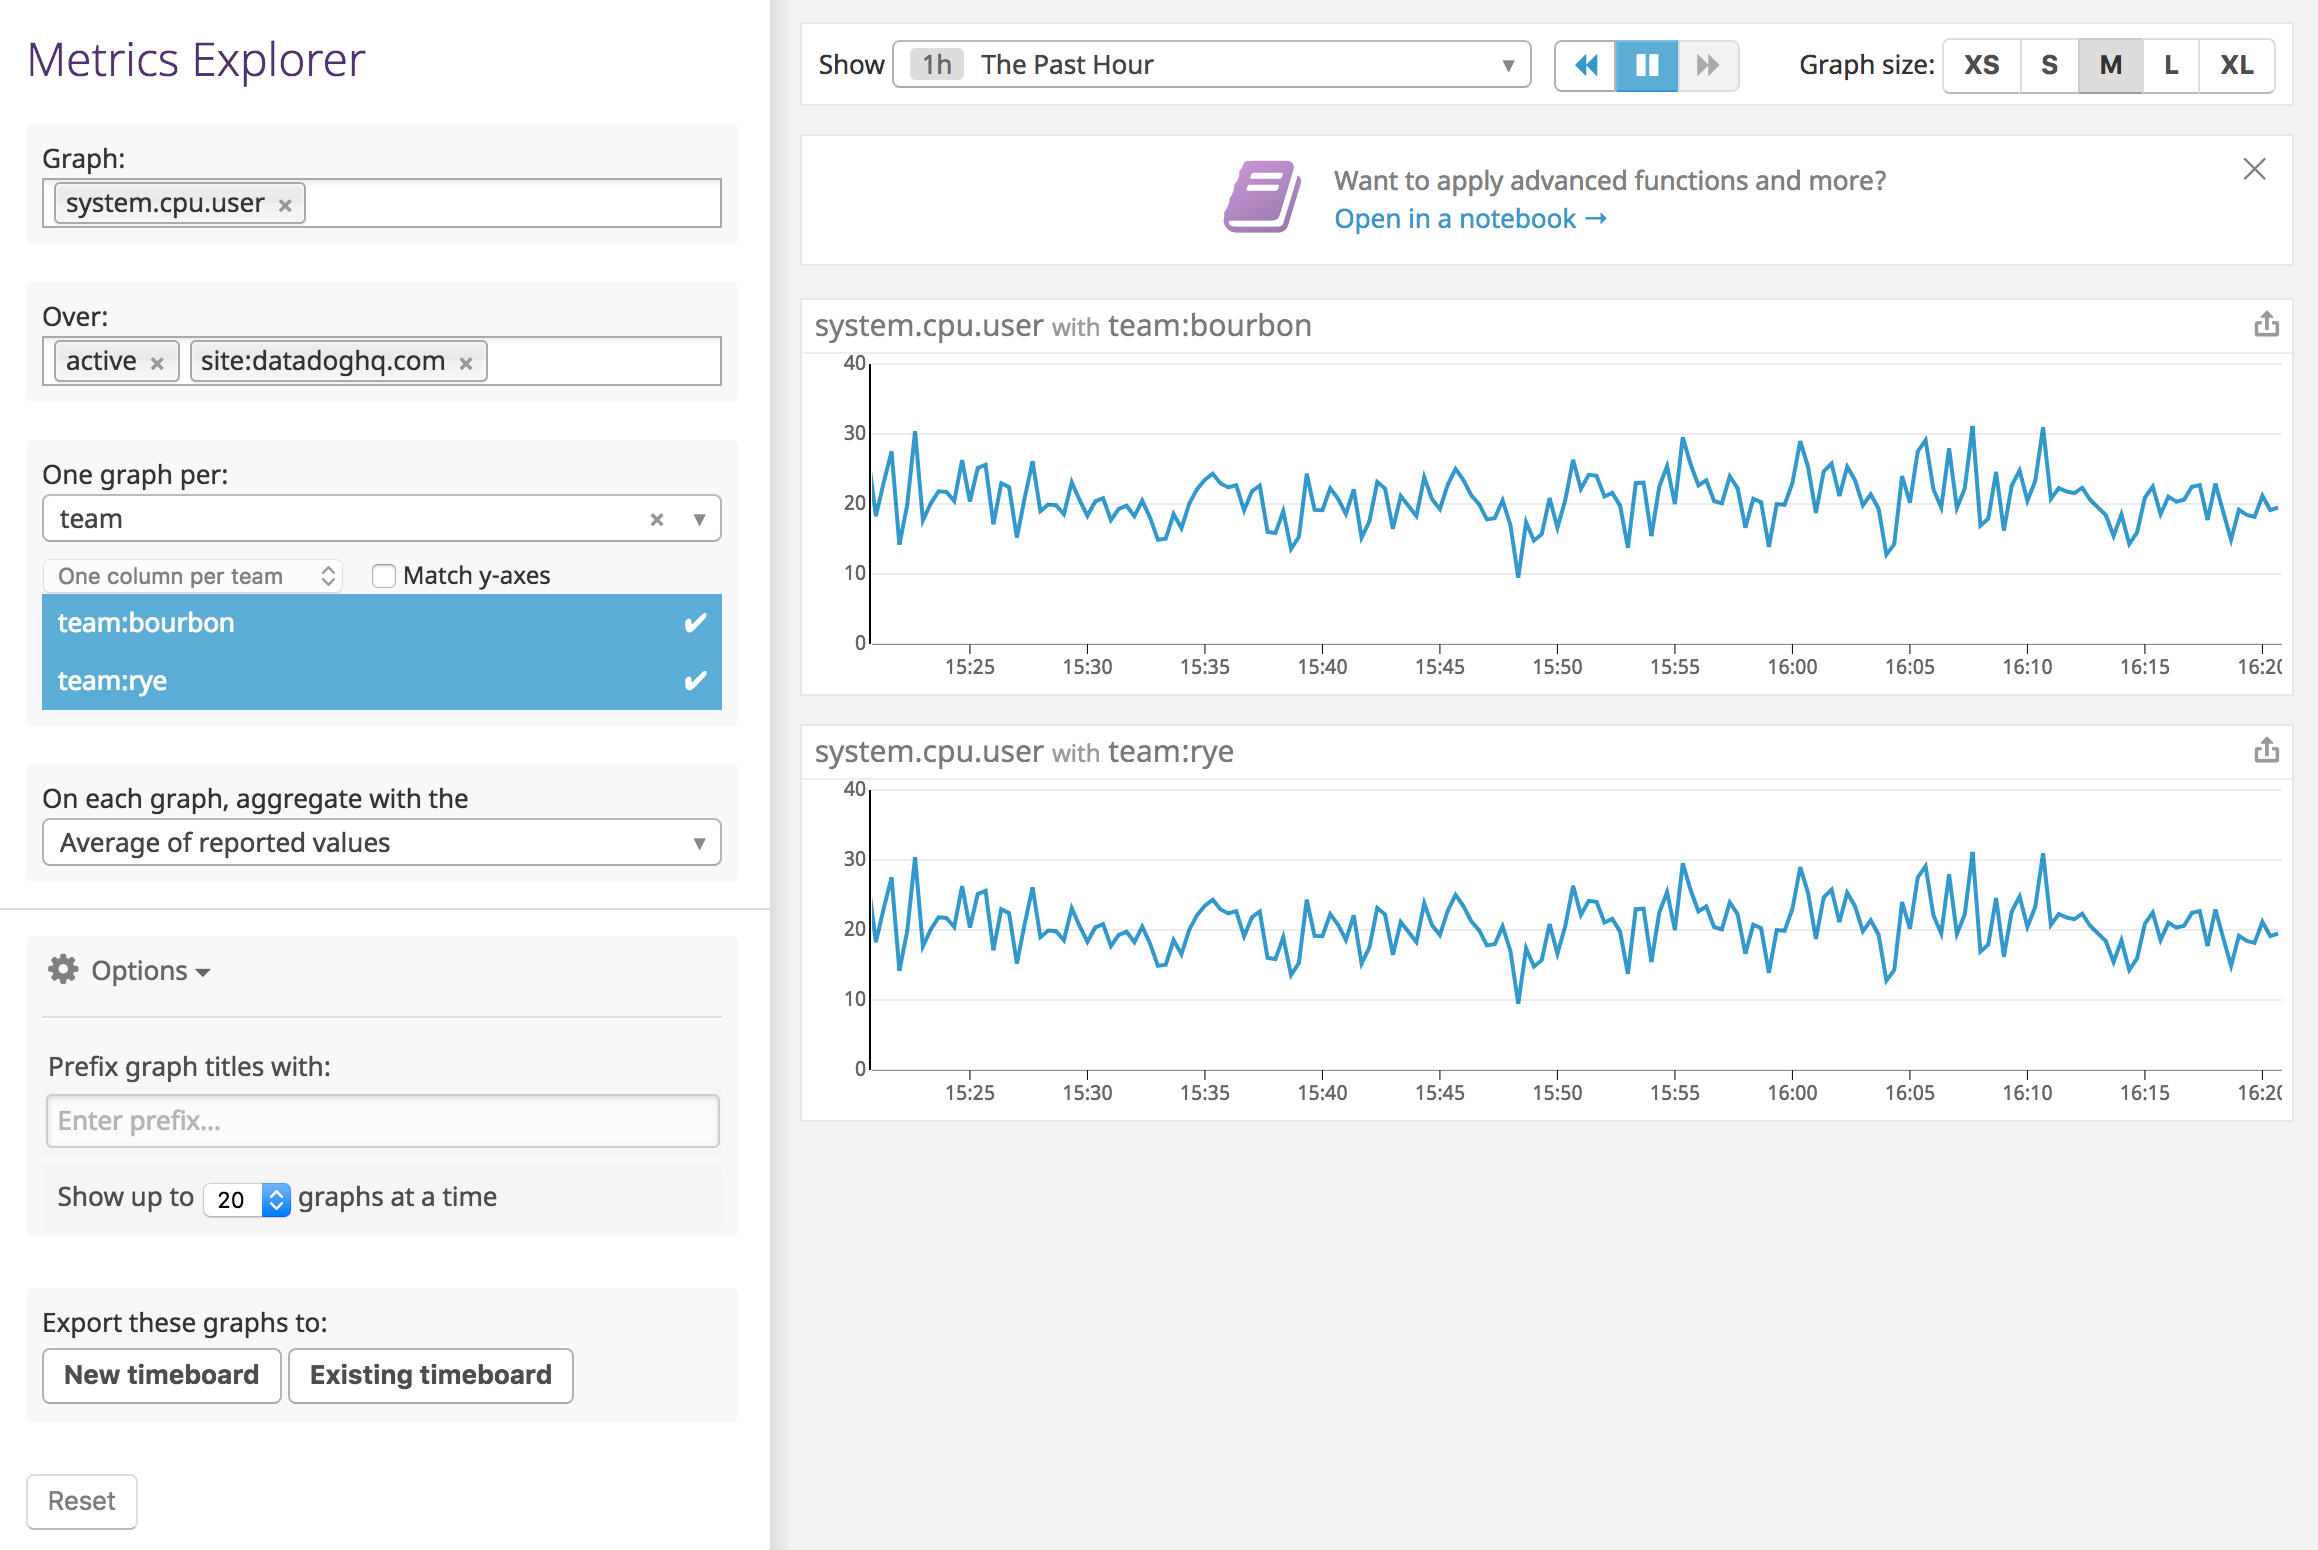 Metrics Explorer
Graph:
system.cpu.user ×
Over:
active × site:datadoghq.com ×
One graph per:
team × ▼
One column per team Match y-axes
team:bourbon ✔
team:rye ✔
On each graph, aggregate with the
Average of reported values ▼
Options
Prefix graph titles with:
Enter prefix...
Show up to 20 graphs at a time
Export these graphs to:
New timeboard Existing timeboard
Reset
Show 1h The Past Hour ▼ Graph size: XS S M L XL
Want to apply advanced functions and more?
Open in a notebook →
system.cpu.user with team:bourbon
40
30
20
10
0
15:25 15:30 15:35 15:40 15:45 15:50 15:55 16:00 16:05 16:10 16:15 16:20
system.cpu.user with team:rye
40
30
20
10
0
15:25 15:30 15:35 15:40 15:45 15:50 15:55 16:00 16:05 16:10 16:15 16:20